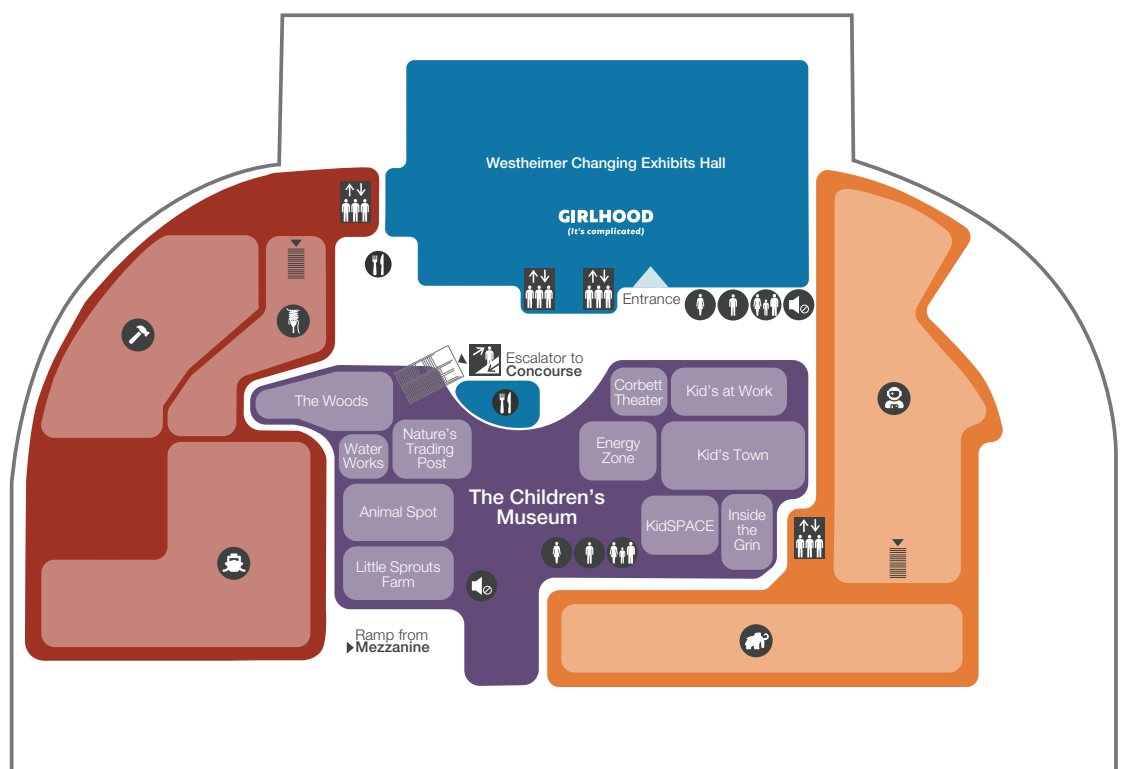 Westheimer Changing Exhibits Hall
GIRLHOOD
(It's complicated)
Entrance
Escalator to
Concourse
The Woods
Water
Works
Nature's
Trading
Post
Animal Spot
Little Sprouts
Farm
The Children's
Museum
Corbett
Theater
Kid's at Work
Energy
Zone
Kid's Town
KidSPACE
Inside
the
Grin
Ramp from
Mezzanine